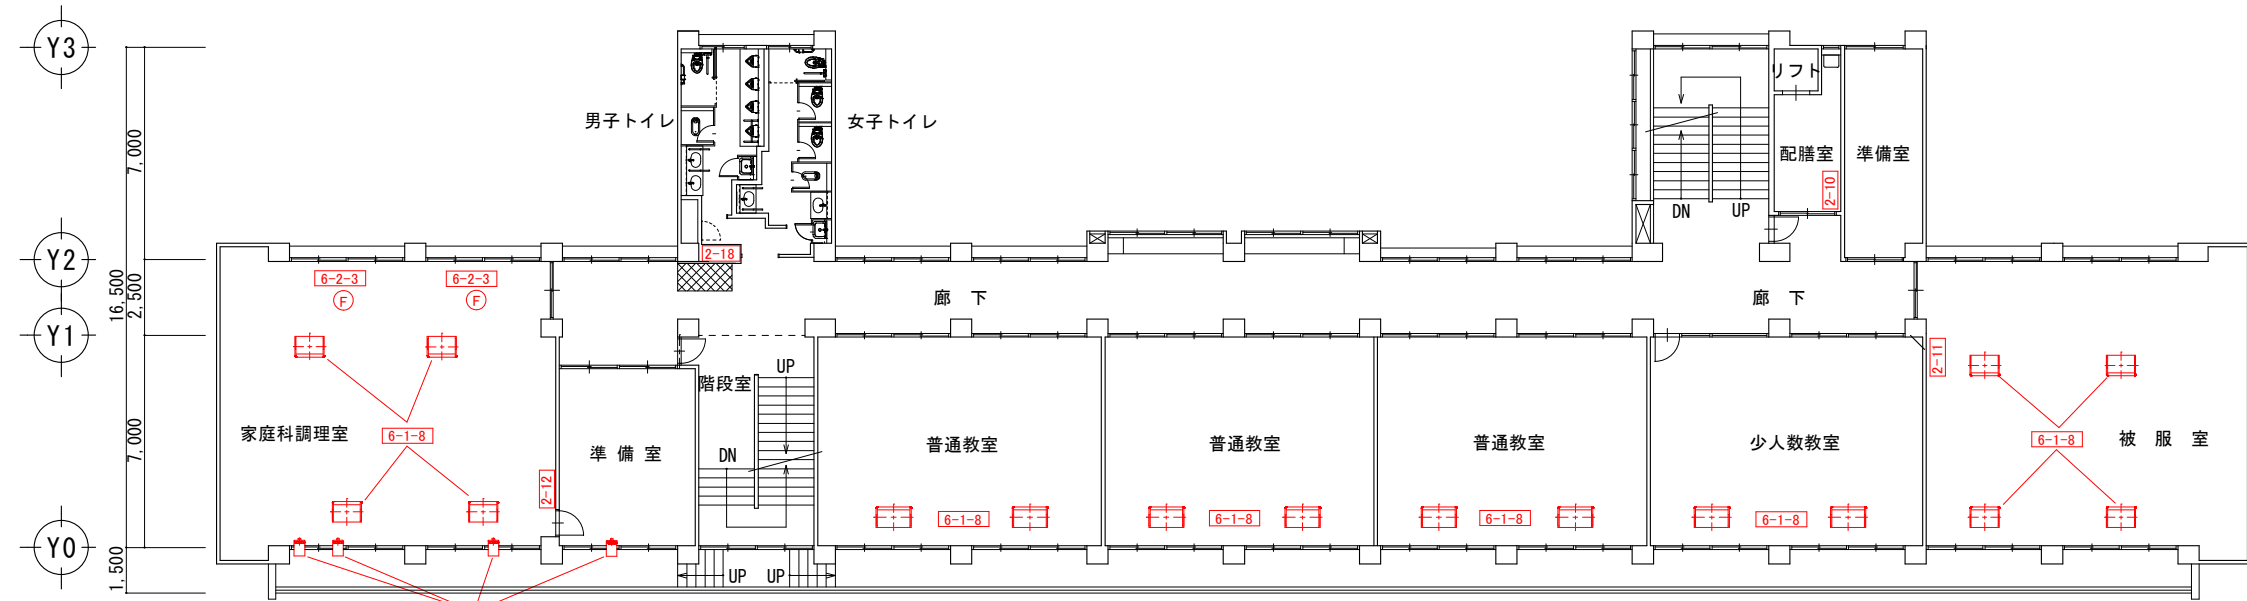 Y3
リフト
男子トイレ
女子トイレ
7,000
配膳室
準備室
2-10
DN
UP
Y2
2-18
6-2-3
6-2-3
F
F
16,500
2,500
廊 下
廊 下
Y1
2-11
階段室
UP
家庭科調理室
6-1-8
7,000
準 備 室
DN
普通教室
普通教室
普通教室
少人数教室
6-1-8
被 服 室
2-12
6-1-8
6-1-8
6-1-8
6-1-8
Y0
1,500
UP
UP